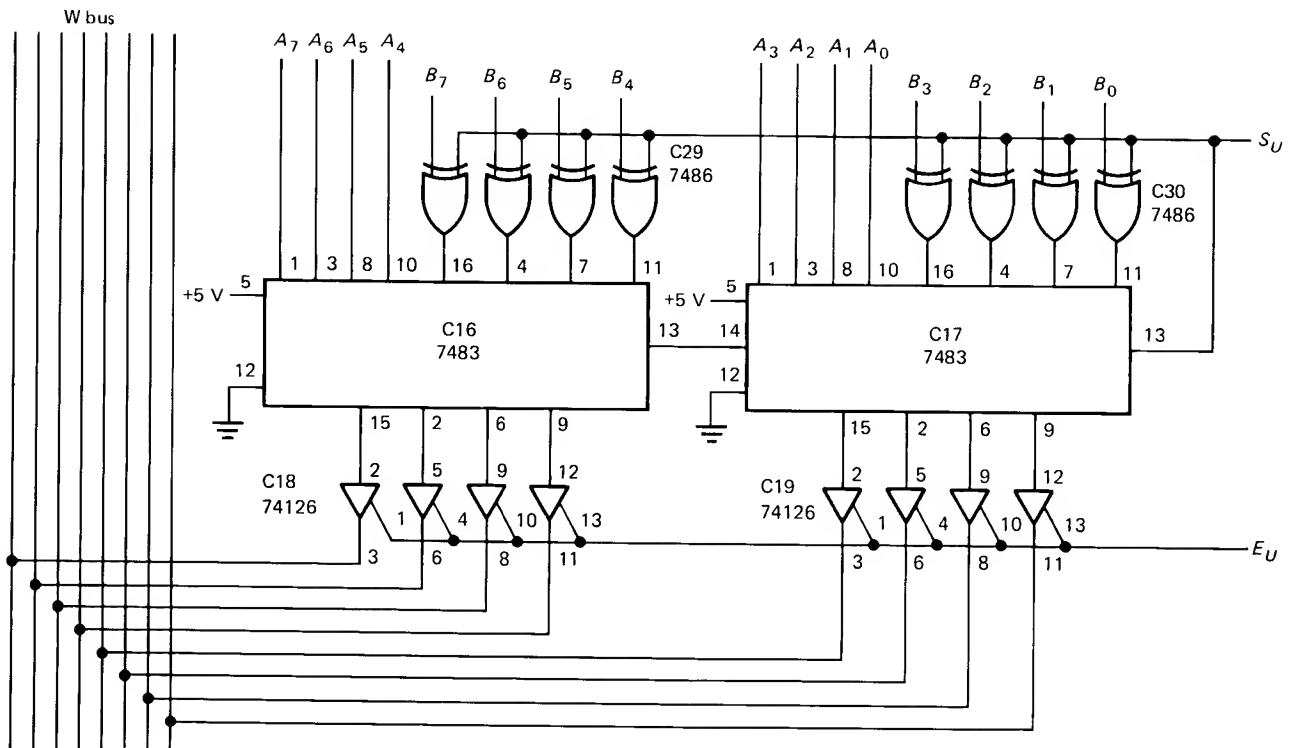 W bus
A7 A6 A5 A4 A3 A2 A1 A0
B7 B6 B5 B4 B3 B2 B1 B0
SU
C29
7486
C30
7486
1 3 8 10 16 4 7 11 1 3 8 10 16 4 7 11
5 5
+5 V +5 V
C16
7483
13 14
C17
7483
13
12 12
15 2 6 9 15 2 6 9
C18
74126
2 5 9 12
C19
74126
2 5 9 12
1 4 10 13 1 4 10 13
3 6 8 11 3 6 8 11
EU